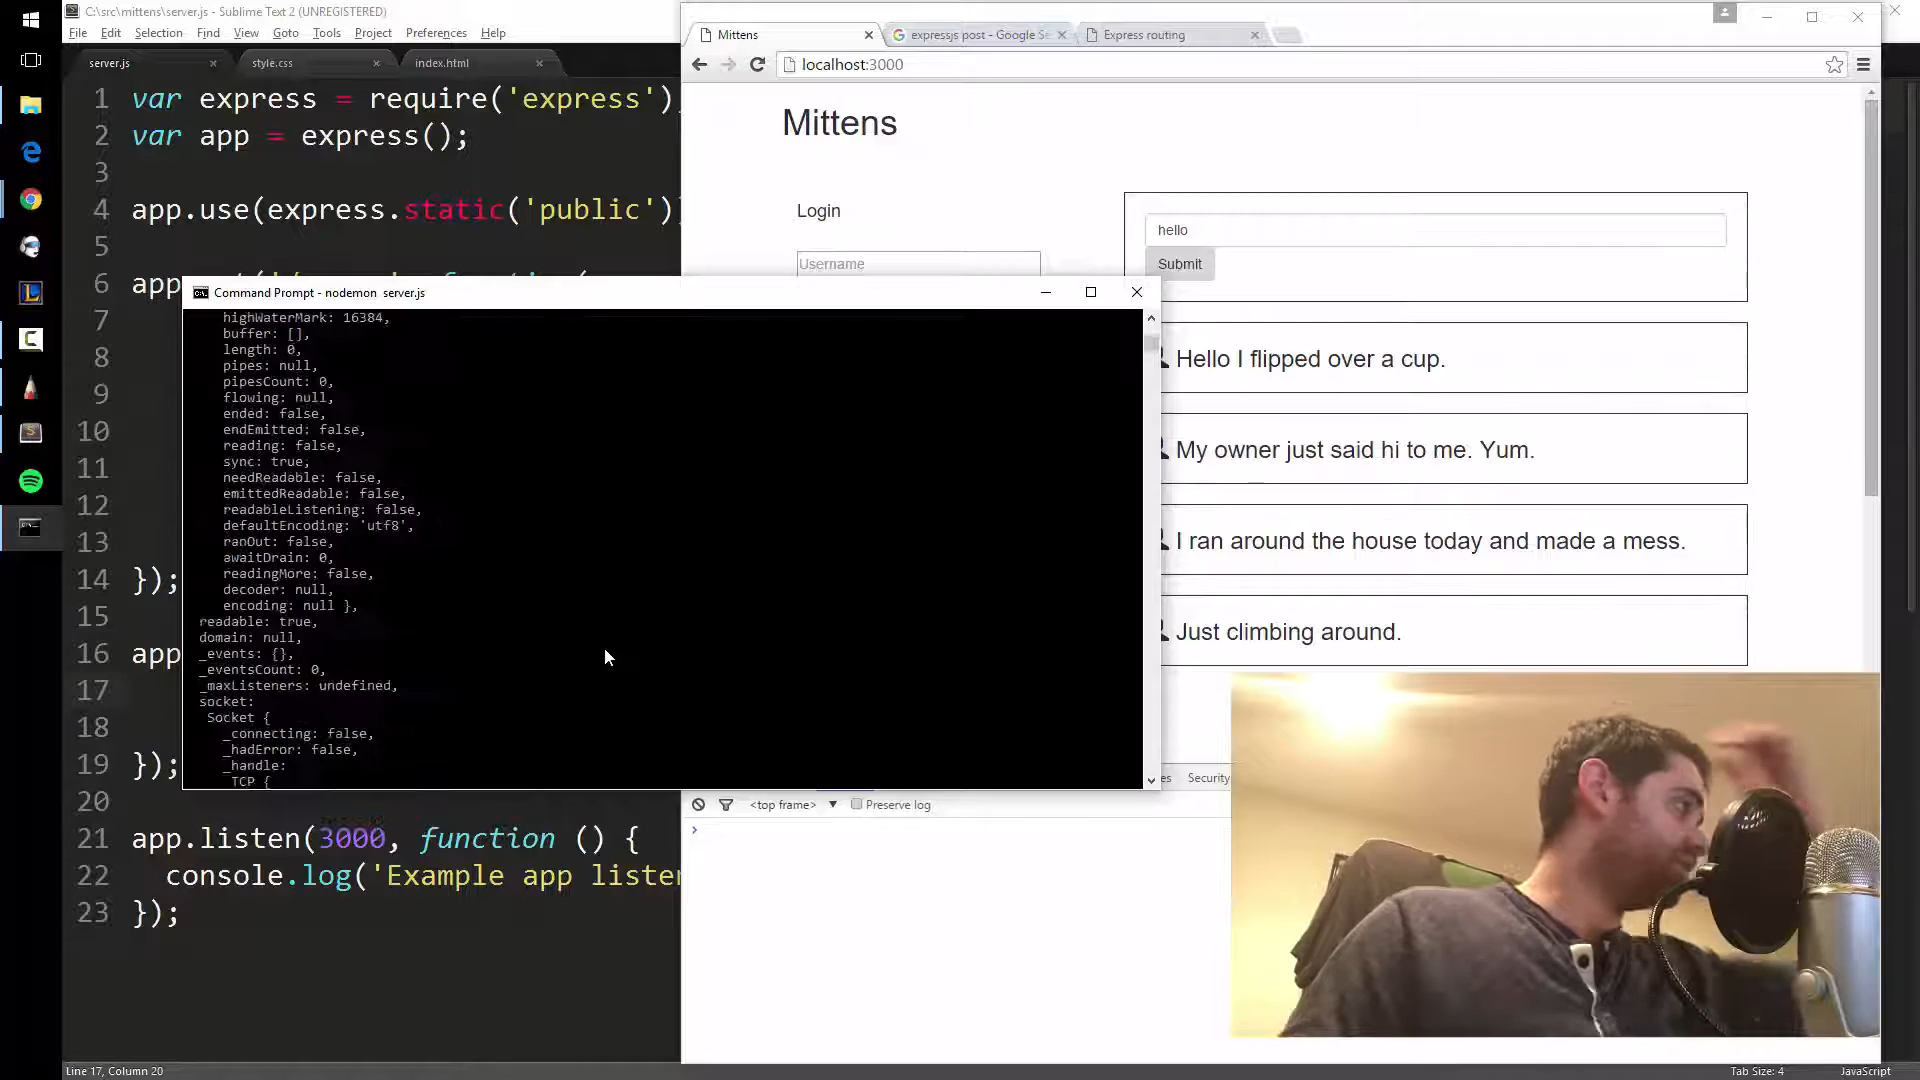 C:\src\mittens\server.js - Sublime Text 2 (UNREGISTERED)
File Edit Selection Find View Goto Tools Project Preferences Help
server.js
style.css
index.html
1 var express = require('express')
2 var app = express();
3
4 app.use(express.static('public')
5
6 app
7
8
9
10
11
12
13
14 });
15
16 app
17
18
19 });
20
21 app.listen(3000, function () {
22 console.log('Example app listen
23 });
Line 17, Column 20
Tab Size: 4
JavaScript
Command Prompt - nodemon server.js
highWaterMark: 16384,
buffer: [],
length: 0,
pipes: null,
pipesCount: 0,
flowing: null,
ended: false,
endEmitted: false,
reading: false,
sync: true,
needReadable: false,
emittedReadable: false,
readableListening: false,
defaultEncoding: 'utf8',
ranOut: false,
awaitDrain: 0,
readingMore: false,
decoder: null,
encoding: null },
readable: true,
domain: null,
_events: {},
_eventsCount: 0,
_maxListeners: undefined,
socket:
Socket {
_connecting: false,
_hadError: false,
_handle:
TCP {
Mittens
expressjs post - Google Se
Express routing
localhost:3000
Mittens
Login
Username
hello
Submit
Hello I flipped over a cup.
My owner just said hi to me. Yum.
I ran around the house today and made a mess.
Just climbing around.
es Security
<top frame>
Preserve log